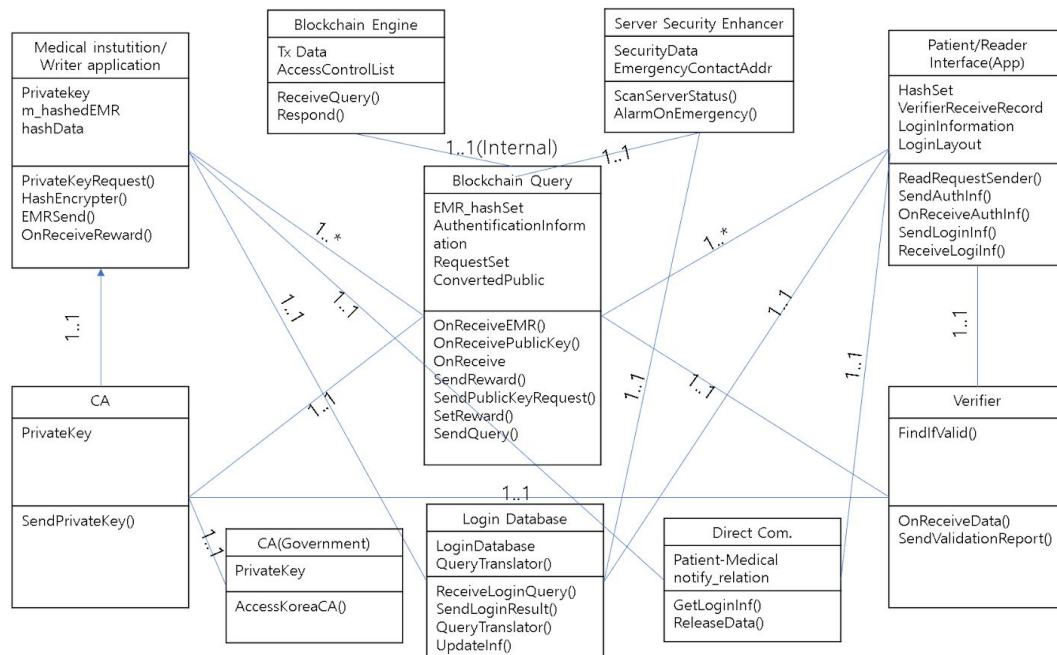 Blockchain Engine
Tx Data
AccessControlList
ReceiveQuery()
Respond()
Server Security Enhancer
SecurityData
EmergencyContactAddr
ScanServerStatus()
AlarmOnEmergency()
Medical instutition/
Writer application
Privatekey
m_hashedEMR
hashData
PrivateKeyRequest()
HashEncrypter()
EMRSend()
OnReceiveReward()
Patient/Reader
Interface(App)
HashSet
VerifierReceiveRecord
LoginInformation
LoginLayout
ReadRequestSender()
SendAuthInf()
OnReceiveAuthInf()
SendLoginInf()
ReceiveLogiInf()
1..1(Internal)
1..1
Blockchain Query
EMR_hashSet
AuthentificationInform
ation
RequestSet
ConvertedPublic
OnReceiveEMR()
OnReceivePublicKey()
OnReceive
SendReward()
SendPublicKeyRequest()
SetReward()
SendQuery()
1..*
1..*
1..1
1..1
1..1
1..1
1..1
1..1
1..1
1..1
1..1
CA
PrivateKey
SendPrivateKey()
Verifier
FindIfValid()
OnReceiveData()
SendValidationReport()
1..1
1..1
CA(Government)
PrivateKey
AccessKoreaCA()
Login Database
LoginDatabase
QueryTranslator()
ReceiveLoginQuery()
SendLoginResult()
QueryTranslator()
UpdateInf()
Direct Com.
Patient-Medical
notify_relation
GetLoginInf()
ReleaseData()